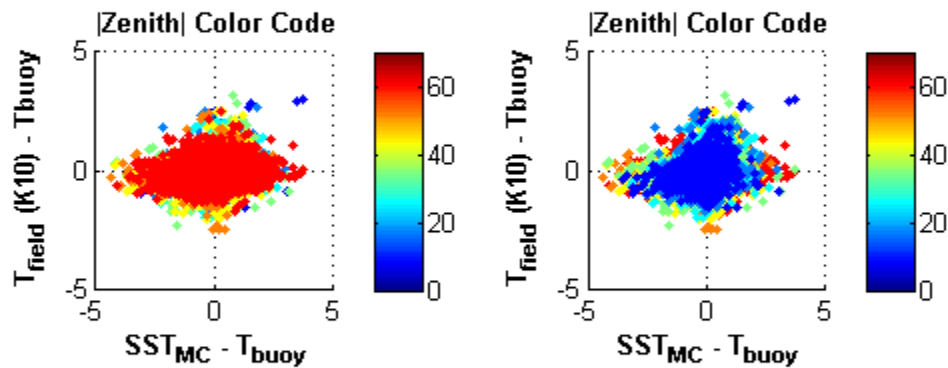 |Zenith| Color Code
T_field (K10) - Tbuoy
5
0
-5
-5 0 5
SST_MC - T_buoy
60
40
20
0
|Zenith| Color Code
T_field (K10) - Tbuoy
5
0
-5
-5 0 5
SST_MC - T_buoy
60
40
20
0